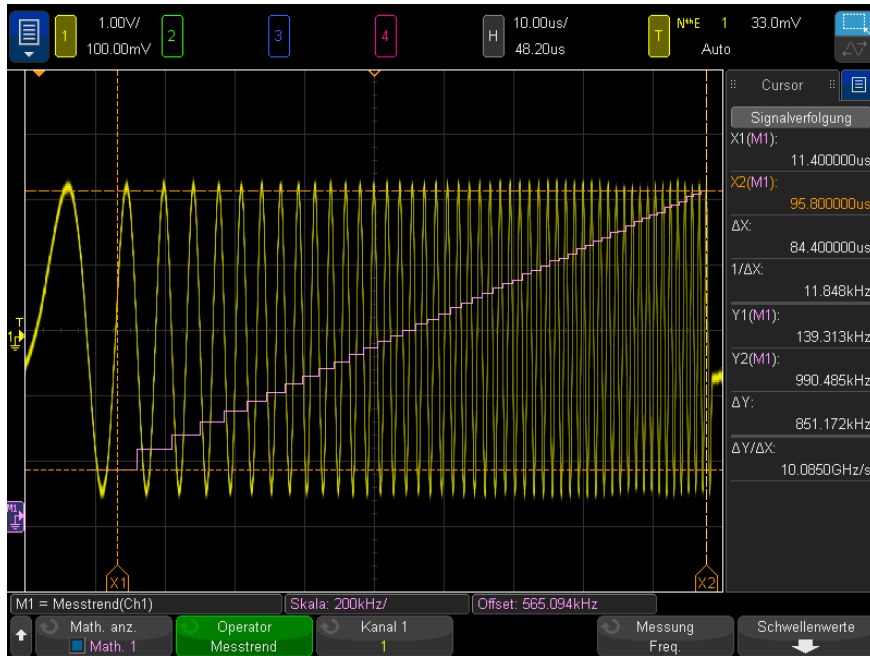 1 1.00V/ 100.00mV 2 3 4 H 10.00us/ 48.20us T NthE 1 33.0mV Auto
Cursor
Signalverfolgung
X1(M1):
11.400000us
X2(M1):
95.800000us
ΔX:
84.400000us
1/ΔX:
11.848kHz
Y1(M1):
139.313kHz
Y2(M1):
990.485kHz
ΔY:
851.172kHz
ΔY/ΔX:
10.0850GHz/s
T
1
M1
X1 X2
M1 = Messtrend(Ch1) Skala: 200kHz/ Offset: 565.094kHz
Math. anz. Operator Kanal 1 Messung Schwellenwerte
Math. 1 Messtrend 1 Freq.